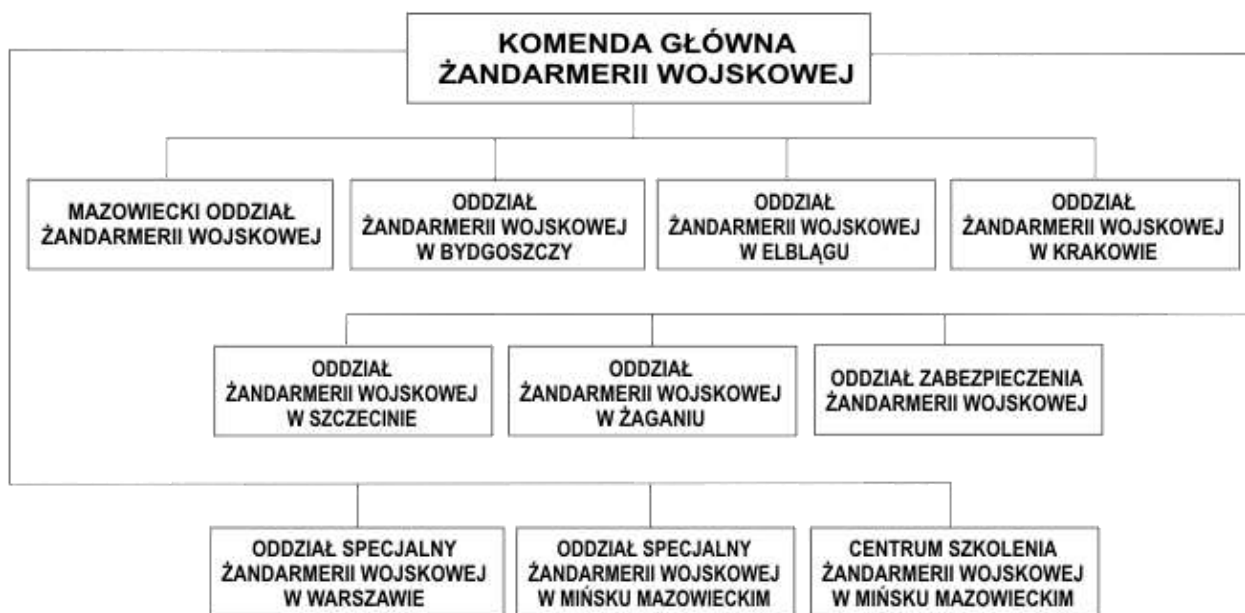 KOMENDA GŁÓWNA
ŻANDARMERII WOJSKOWEJ
MAZOWIECKI ODDZIAŁ
ŻANDARMERII WOJSKOWEJ
ODDZIAŁ
ŻANDARMERII WOJSKOWEJ
W BYDGOSZCZY
ODDZIAŁ
ŻANDARMERII WOJSKOWEJ
W ELBLĄGU
ODDZIAŁ
ŻANDARMERII WOJSKOWEJ
W KRAKOWIE
ODDZIAŁ
ŻANDARMERII WOJSKOWEJ
W SZCZECINIE
ODDZIAŁ
ŻANDARMERII WOJSKOWEJ
W ŻAGANIU
ODDZIAŁ ZABEZPIECZENIA
ŻANDARMERII WOJSKOWEJ
ODDZIAŁ SPECJALNY
ŻANDARMERII WOJSKOWEJ
W WARSZAWIE
ODDZIAŁ SPECJALNY
ŻANDARMERII WOJSKOWEJ
W MIŃSKU MAZOWIECKIM
CENTRUM SZKOLENIA
ŻANDARMERII WOJSKOWEJ
W MIŃSKU MAZOWIECKIM